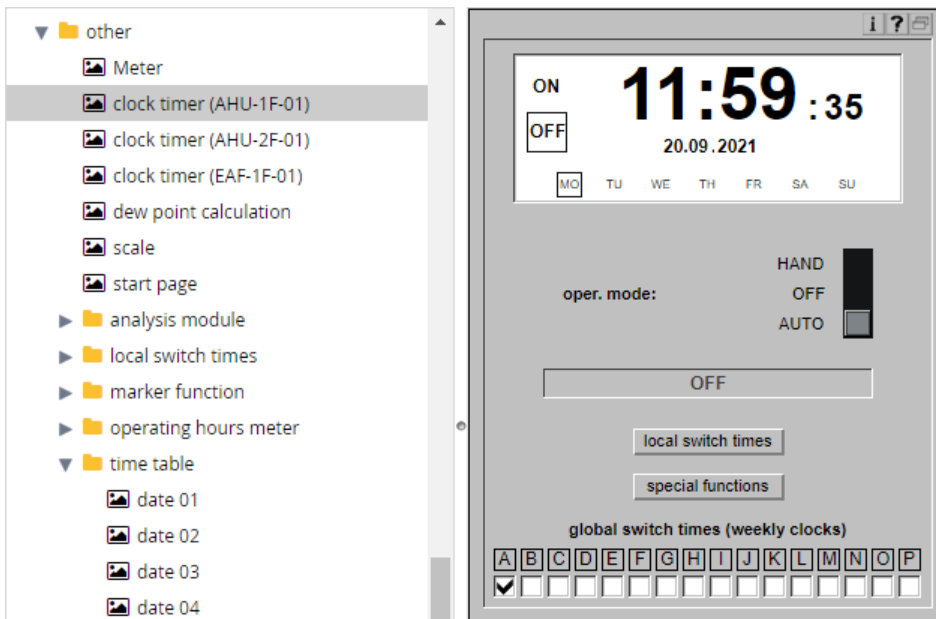 other
Meter
clock timer (AHU-1F-01)
clock timer (AHU-2F-01)
clock timer (EAF-1F-01)
dew point calculation
scale
start page
analysis module
local switch times
marker function
operating hours meter
time table
date 01
date 02
date 03
date 04
i ?
ON
OFF
11:59:35
20.09.2021
MO TU WE TH FR SA SU
oper. mode:
HAND
OFF
AUTO
OFF
local switch times
special functions
global switch times (weekly clocks)
A B C D E F G H I J K L M N O P